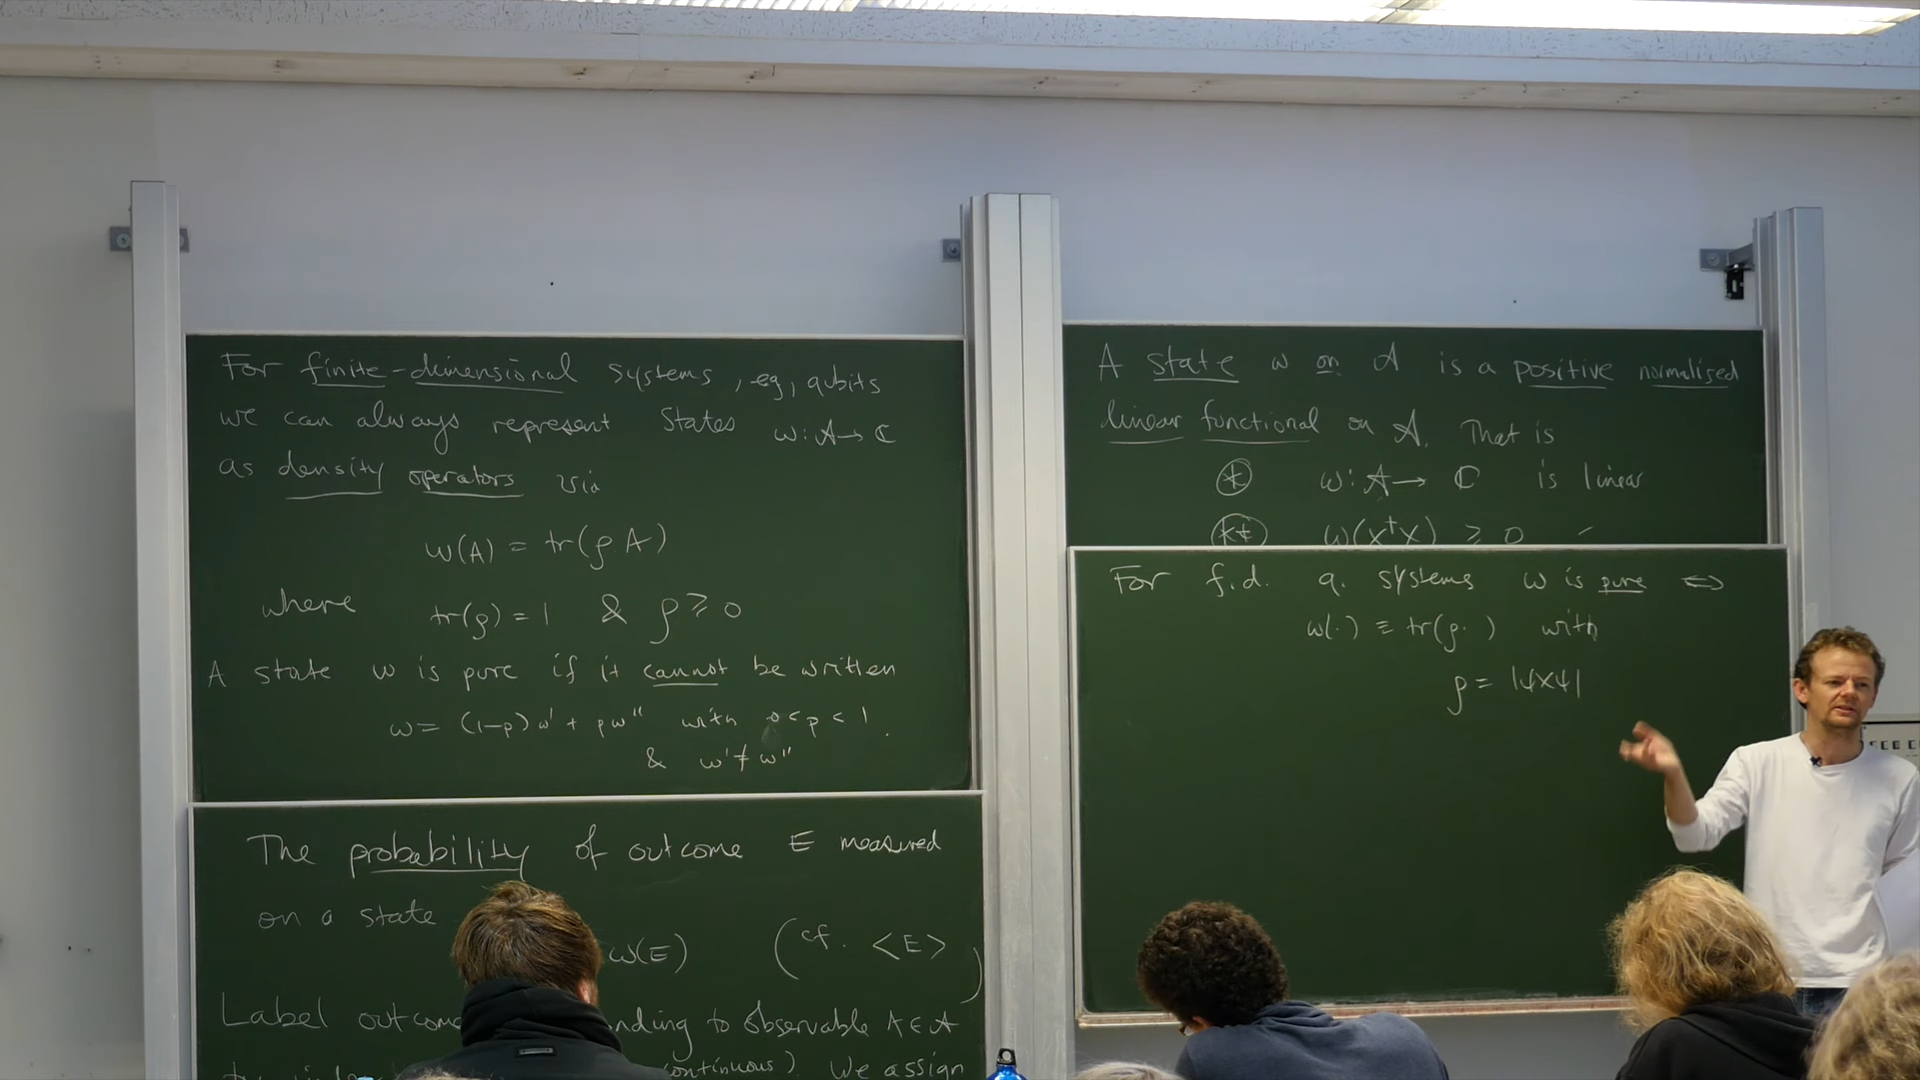 For finite-dimensional systems, eg, qubits
we can always represent states ω: A → ℂ
as density operators via
ω(A) = tr(ρA)
where tr(ρ) = 1 & ρ ≥ 0
A state ω is pure if it cannot be written
ω = (1-p)ω' + pω'' with 0 < p < 1.
& ω' ≠ ω''
The probability of outcome E measured
on a state
ω(E) (cf. <E>)
Label nding to observable A ∈ A
continuous). We assign
A state ω on A is a positive normalised
linear functional on A. That is
(*) ω: A → ℂ is linear
(**) ω(x†x) ≥ 0
For f.d. q. systems ω is pure ⇔
ω(·) ≡ tr(ρ·) with
ρ = |ψ⟩⟨ψ|